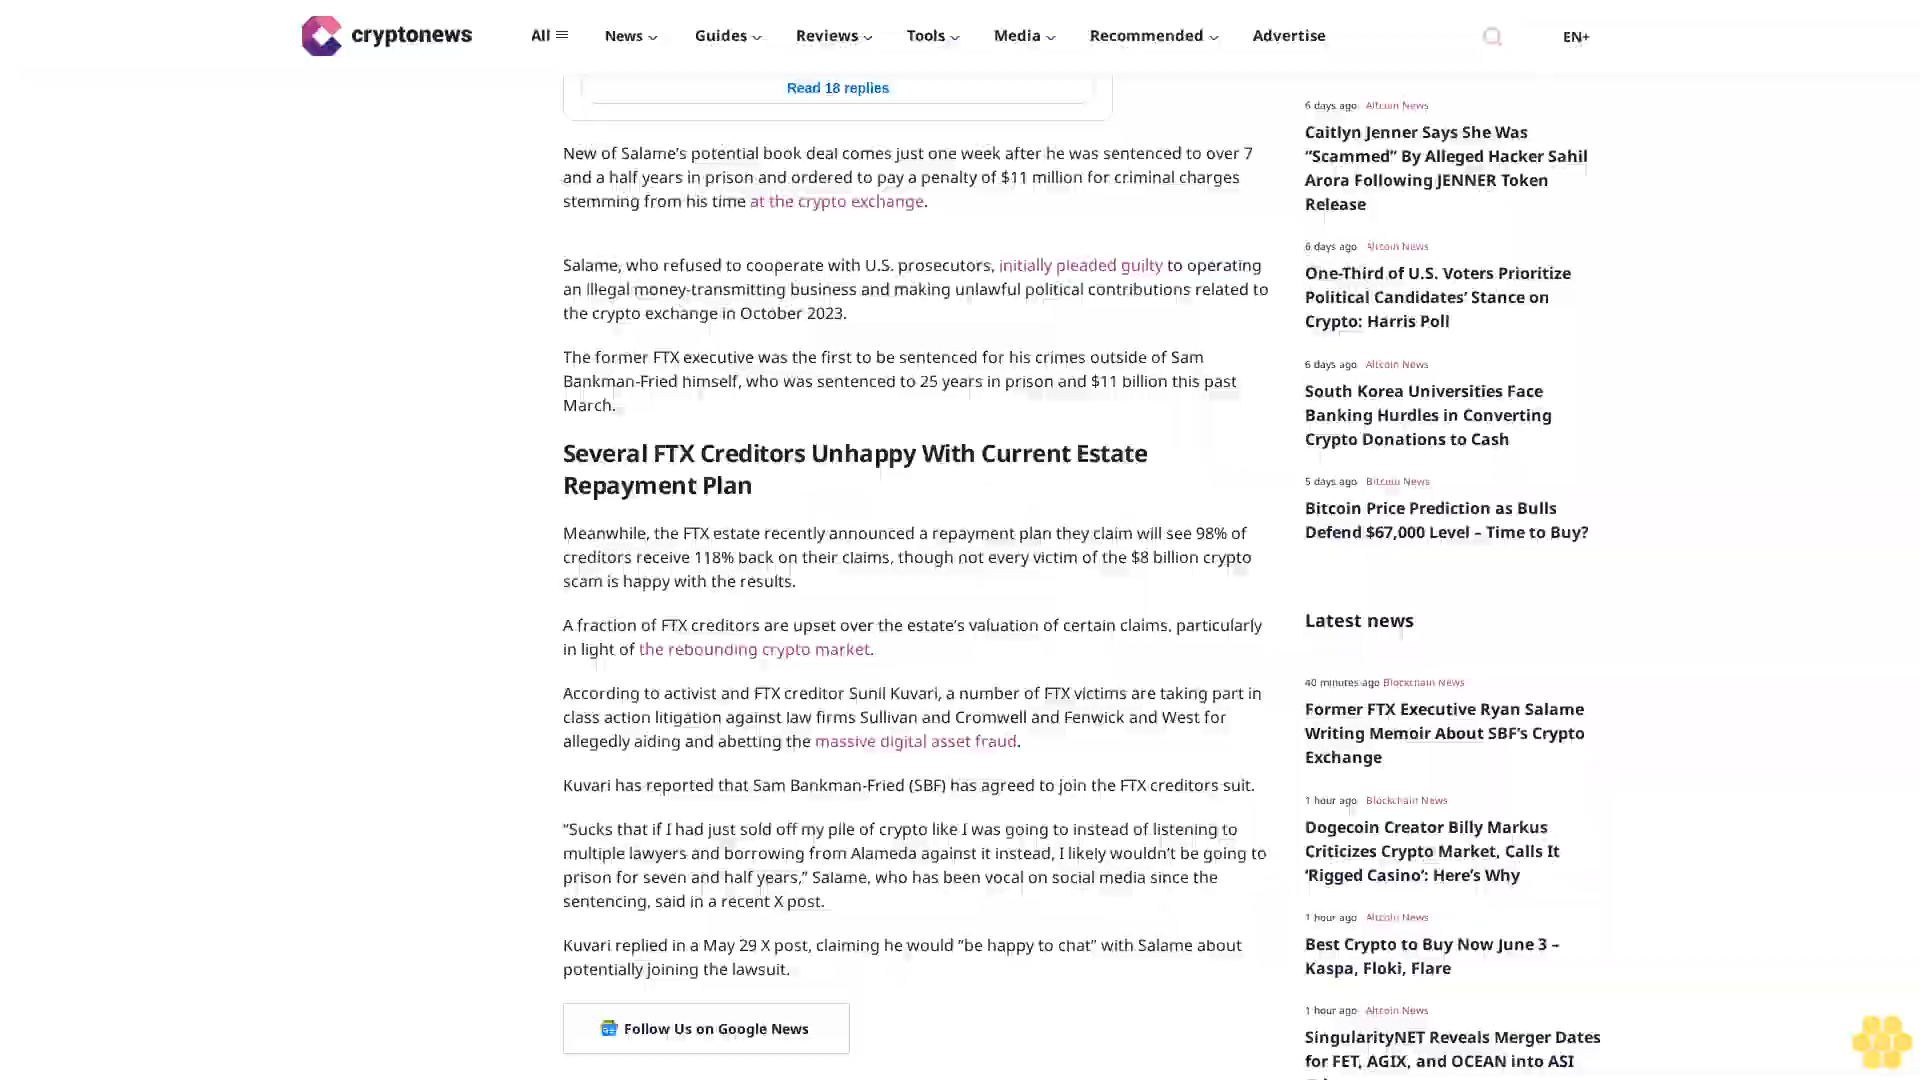 cryptonews
All
News
Guides
Reviews
Tools
Media
Recommended
Advertise
EN+
Read 18 replies
New of Salame’s potential book deal comes just one week after he was sentenced to over 7
and a half years in prison and ordered to pay a penalty of $11 million for criminal charges
stemming from his time at the crypto exchange.
Salame, who refused to cooperate with U.S. prosecutors, initially pleaded guilty to operating
an illegal money-transmitting business and making unlawful political contributions related to
the crypto exchange in October 2023.
The former FTX executive was the first to be sentenced for his crimes outside of Sam
Bankman-Fried himself, who was sentenced to 25 years in prison and $11 billion this past
March.
Several FTX Creditors Unhappy With Current Estate
Repayment Plan
Meanwhile, the FTX estate recently announced a repayment plan they claim will see 98% of
creditors receive 118% back on their claims, though not every victim of the $8 billion crypto
scam is happy with the results.
A fraction of FTX creditors are upset over the estate’s valuation of certain claims, particularly
in light of the rebounding crypto market.
According to activist and FTX creditor Sunil Kuvari, a number of FTX victims are taking part in
class action litigation against law firms Sullivan and Cromwell and Fenwick and West for
allegedly aiding and abetting the massive digital asset fraud.
Kuvari has reported that Sam Bankman-Fried (SBF) has agreed to join the FTX creditors suit.
“Sucks that if I had just sold off my pile of crypto like I was going to instead of listening to
multiple lawyers and borrowing from Alameda against it instead, I likely wouldn’t be going to
prison for seven and half years,” Salame, who has been vocal on social media since the
sentencing, said in a recent X post.
Kuvari replied in a May 29 X post, claiming he would “be happy to chat” with Salame about
potentially joining the lawsuit.
Follow Us on Google News
6 days ago Altcoin News
Caitlyn Jenner Says She Was
“Scammed” By Alleged Hacker Sahil
Arora Following JENNER Token
Release
6 days ago Altcoin News
One-Third of U.S. Voters Prioritize
Political Candidates’ Stance on
Crypto: Harris Poll
6 days ago Altcoin News
South Korea Universities Face
Banking Hurdles in Converting
Crypto Donations to Cash
5 days ago Bitcoin News
Bitcoin Price Prediction as Bulls
Defend $67,000 Level – Time to Buy?
Latest news
40 minutes ago Blockchain News
Former FTX Executive Ryan Salame
Writing Memoir About SBF’s Crypto
Exchange
1 hour ago Blockchain News
Dogecoin Creator Billy Markus
Criticizes Crypto Market, Calls It
‘Rigged Casino’: Here’s Why
1 hour ago Altcoin News
Best Crypto to Buy Now June 3 –
Kaspa, Floki, Flare
1 hour ago Altcoin News
SingularityNET Reveals Merger Dates
for FET, AGIX, and OCEAN into ASI